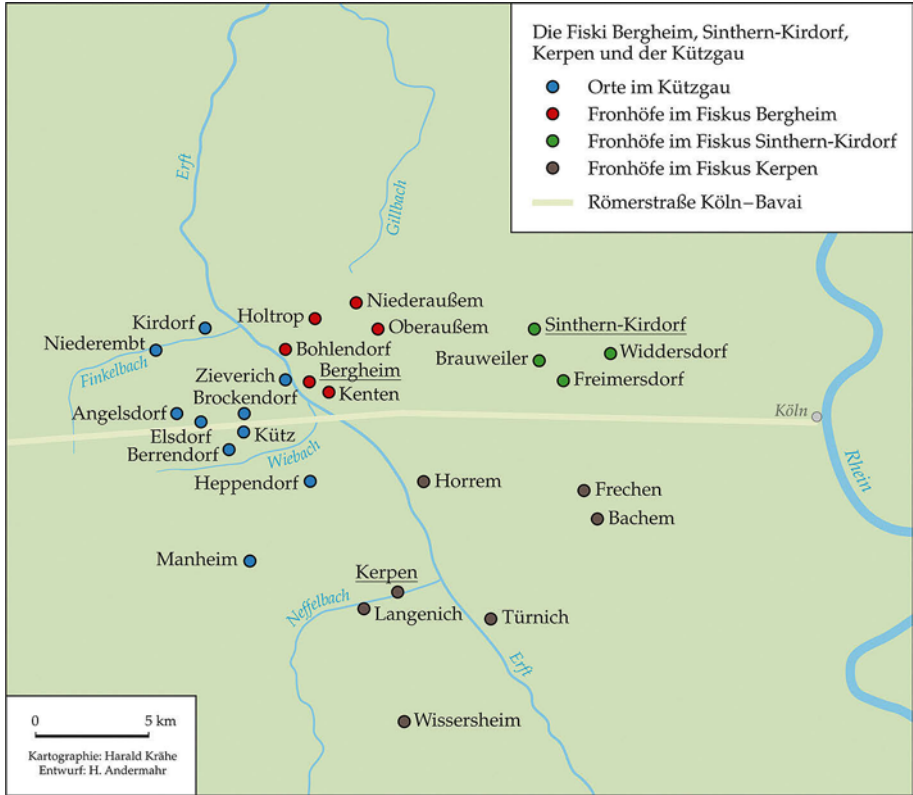 Die Fiski Bergheim, Sinthern-Kirdorf,
Kerpen und der Kützgau
Orte im Kützgau
Fronhöfe im Fiskus Bergheim
Fronhöfe im Fiskus Sinthern-Kirdorf
Fronhöfe im Fiskus Kerpen
Römerstraße Köln–Bavai
Erft
Gillbach
Niederaußem
Holtrop
Oberaußem
Kirdorf
Sinthern-Kirdorf
Niederembt
Bohlendorf
Widdersdorf
Brauweiler
Finkelbach
Zieverich
Bergheim
Freimersdorf
Brockendorf
Kenten
Angelsdorf
Köln
Elsdorf
Kütz
Berrendorf
Wiebach
Rhein
Heppendorf
Horrem
Frechen
Bachem
Manheim
Kerpen
Neffelbach
Langenich
Türnich
Erft
Wissersheim
0 5 km
Kartographie: Harald Krähe
Entwurf: H. Andermahr